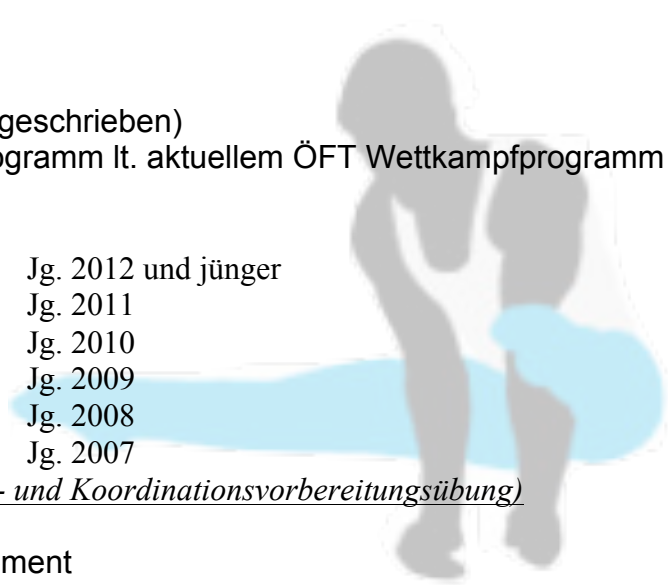 geschrieben)
ogramm lt. aktuellem ÖFT Wettkampfprogramm
Jg. 2012 und jünger
Jg. 2011
Jg. 2010
Jg. 2009
Jg. 2008
Jg. 2007
- und Koordinationsvorbereitungsübung)
ment